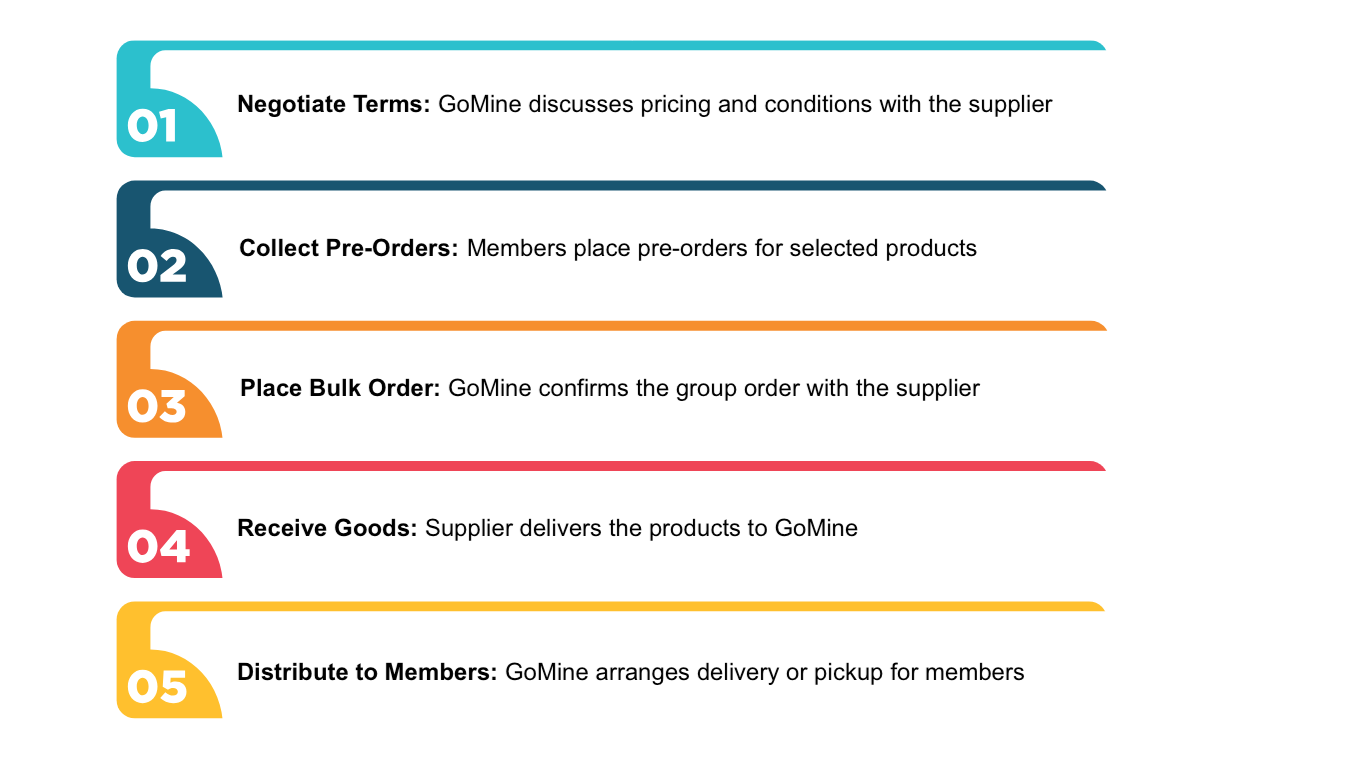 01
Negotiate Terms: GoMine discusses pricing and conditions with the supplier
02
Collect Pre-Orders: Members place pre-orders for selected products
03
Place Bulk Order: GoMine confirms the group order with the supplier
04
Receive Goods: Supplier delivers the products to GoMine
05
Distribute to Members: GoMine arranges delivery or pickup for members